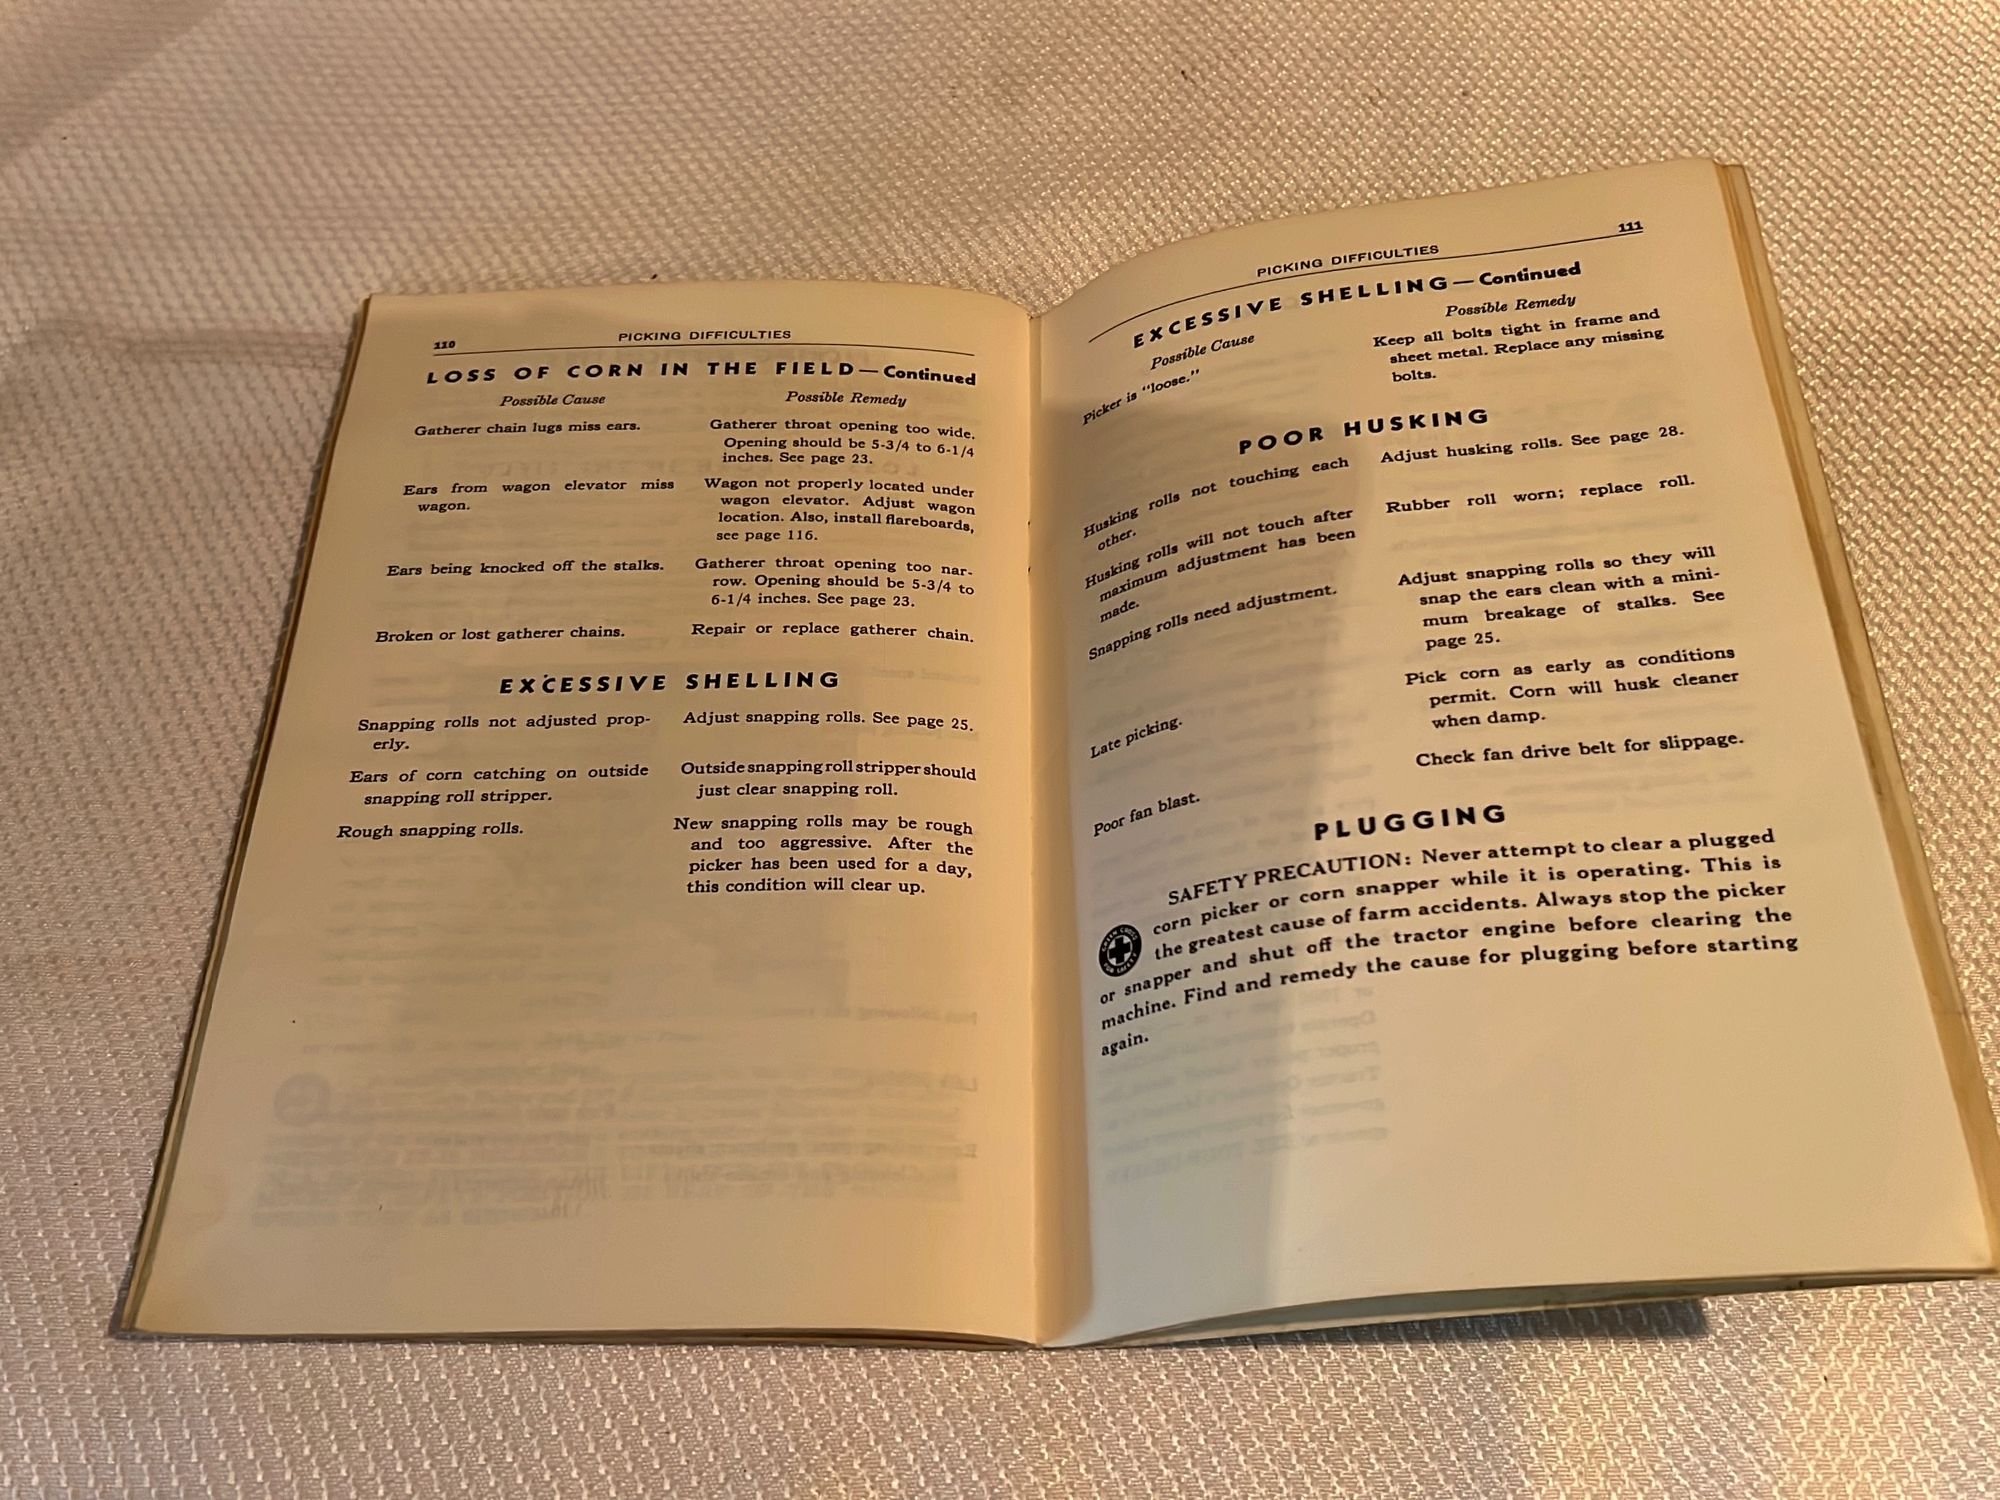 110
PICKING DIFFICULTIES
LOSS OF CORN IN THE FIELD—Continued
Possible Cause
Possible Remedy
Gatherer chain lugs miss ears.
Gatherer throat opening too wide.
Opening should be 5-3/4 to 6-1/4
inches. See page 23.
Ears from wagon elevator miss
wagon.
Wagon not properly located under
wagon elevator. Adjust wagon
location. Also, install flareboards,
see page 116.
Ears being knocked off the stalks.
Gatherer throat opening too nar-
row. Opening should be 5-3/4 to
6-1/4 inches. See page 23.
Broken or lost gatherer chains.
Repair or replace gatherer chain.
EXCESSIVE SHELLING
Snapping rolls not adjusted prop-
erly.
Adjust snapping rolls. See page 25.
Ears of corn catching on outside
snapping roll stripper.
Outside snapping roll stripper should
just clear snapping roll.
Rough snapping rolls.
New snapping rolls may be rough
and too aggressive. After the
picker has been used for a day,
this condition will clear up.
PICKING DIFFICULTIES
111
EXCESSIVE SHELLING—Continued
Possible Cause
Possible Remedy
Picker is "loose."
Keep all bolts tight in frame and
sheet metal. Replace any missing
bolts.
POOR HUSKING
Husking rolls not touching each
other.
Adjust husking rolls. See page 28.
Husking rolls will not touch after
maximum adjustment has been
made.
Rubber roll worn; replace roll.
Snapping rolls need adjustment.
Adjust snapping rolls so they will
snap the ears clean with a mini-
mum breakage of stalks. See
page 25.
Late picking.
Pick corn as early as conditions
permit. Corn will husk cleaner
when damp.
Poor fan blast.
Check fan drive belt for slippage.
PLUGGING
SAFETY PRECAUTION: Never attempt to clear a plugged
corn picker or corn snapper while it is operating. This is
the greatest cause of farm accidents. Always stop the picker
or snapper and shut off the tractor engine before clearing the
machine. Find and remedy the cause for plugging before starting
again.
GREEN CROSS
FOR SAFETY